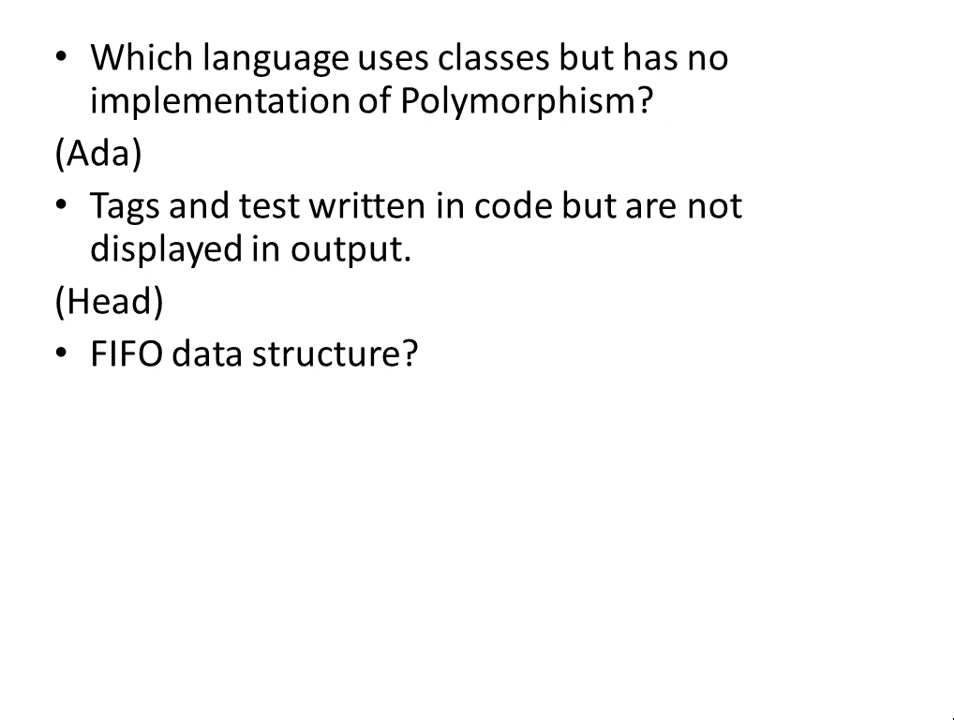 • Which language uses classes but has no
implementation of Polymorphism?
(Ada)
• Tags and test written in code but are not
displayed in output.
(Head)
• FIFO data structure?